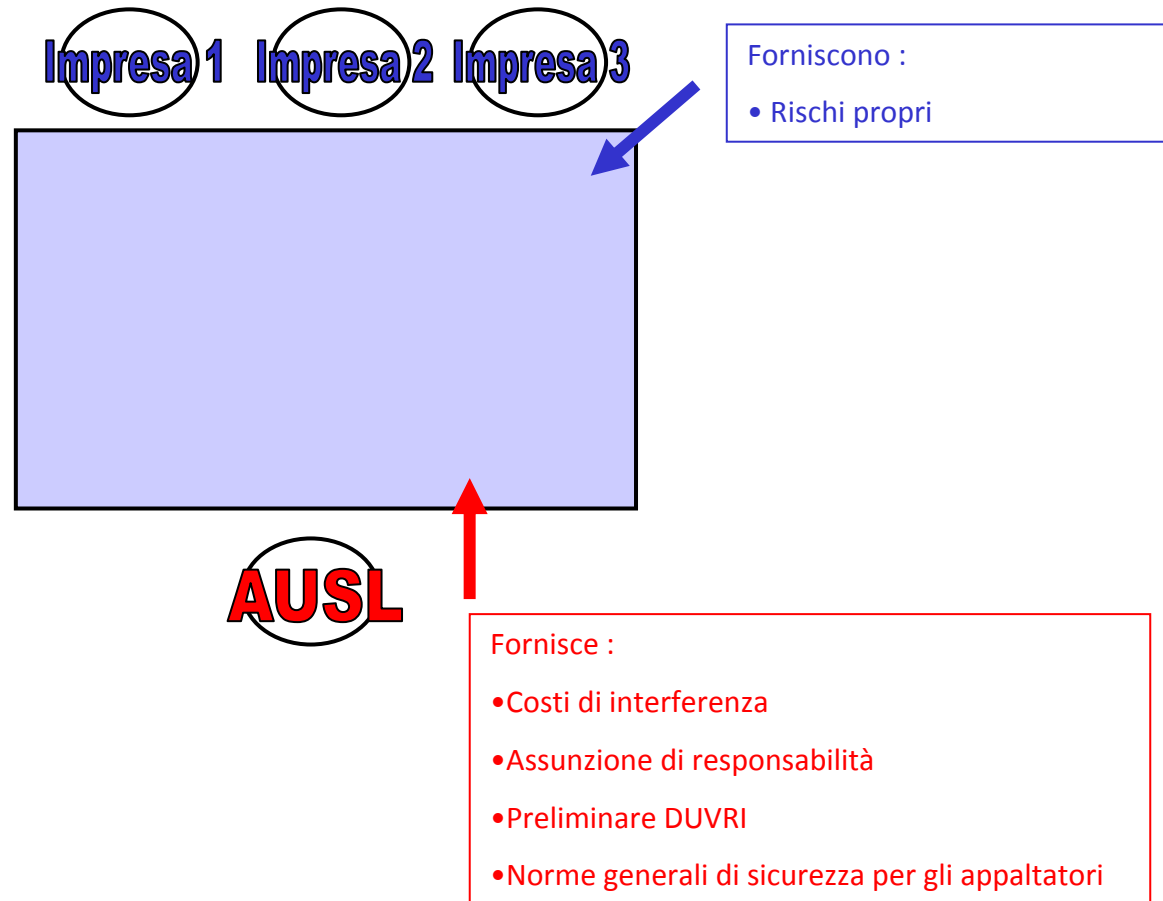 Impresa 1 Impresa 2 Impresa 3
Forniscono :
• Rischi propri
AUSL
Fornisce :
•Costi di interferenza
•Assunzione di responsabilità
•Preliminare DUVRI
•Norme generali di sicurezza per gli appaltatori